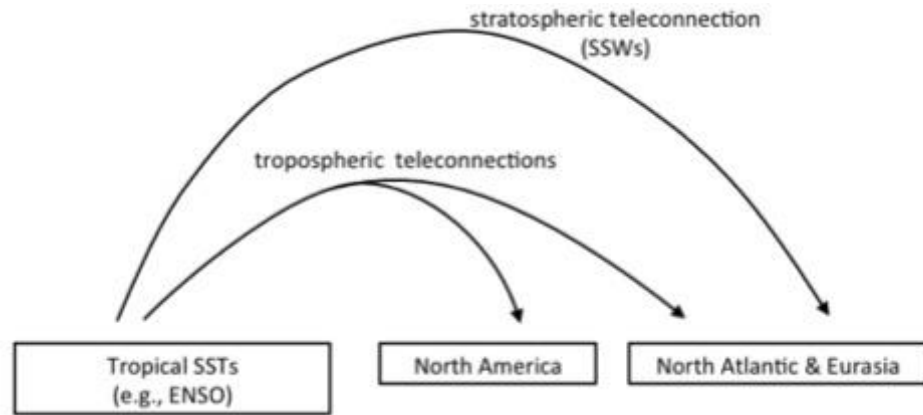 stratospheric teleconnection
(SSWs)
tropospheric teleconnections
Tropical SSTs
(e.g., ENSO)
North America
North Atlantic & Eurasia